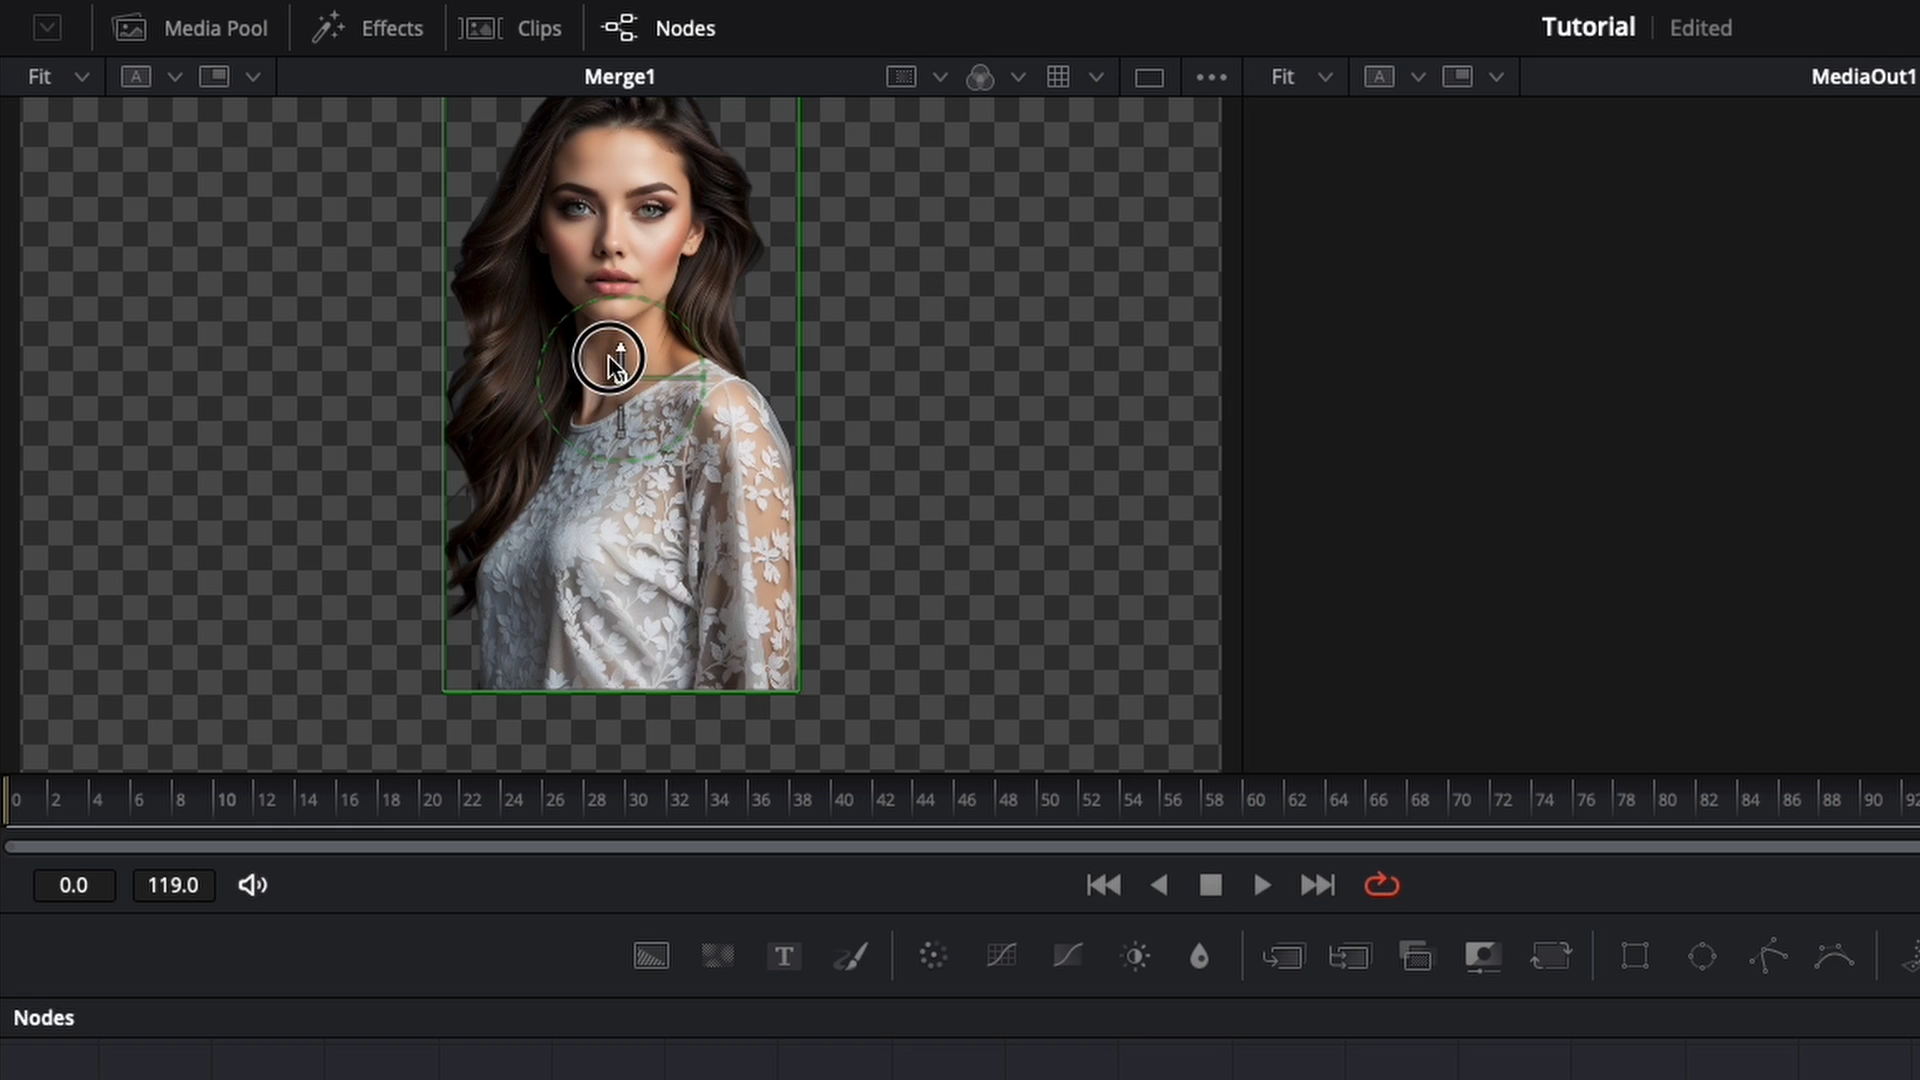 Media Pool Effects Clips Nodes Tutorial Edited
Fit A Merge1 Fit A MediaOut1
0 2 4 6 8 10 12 14 16 18 20 22 24 26 28 30 32 34 36 38 40 42 44 46 48 50 52 54 56 58 60 62 64 66 68 70 72 74 76 78 80 82 84 86 88 90 92
0.0 119.0
T
Nodes